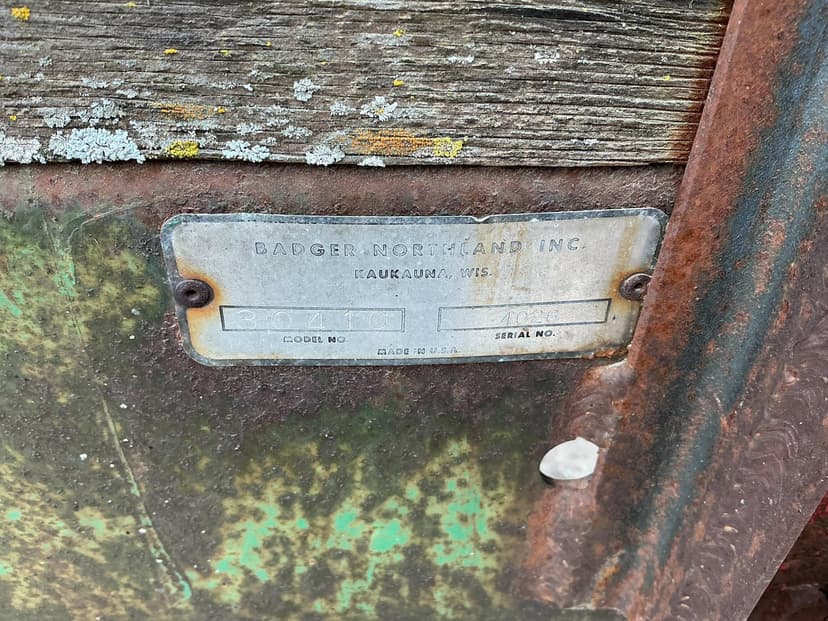 BADGER NORTHLAND INC.
KAUKAUNA, WIS.
MODEL NO.
SERIAL NO.
MADE IN U.S.A.